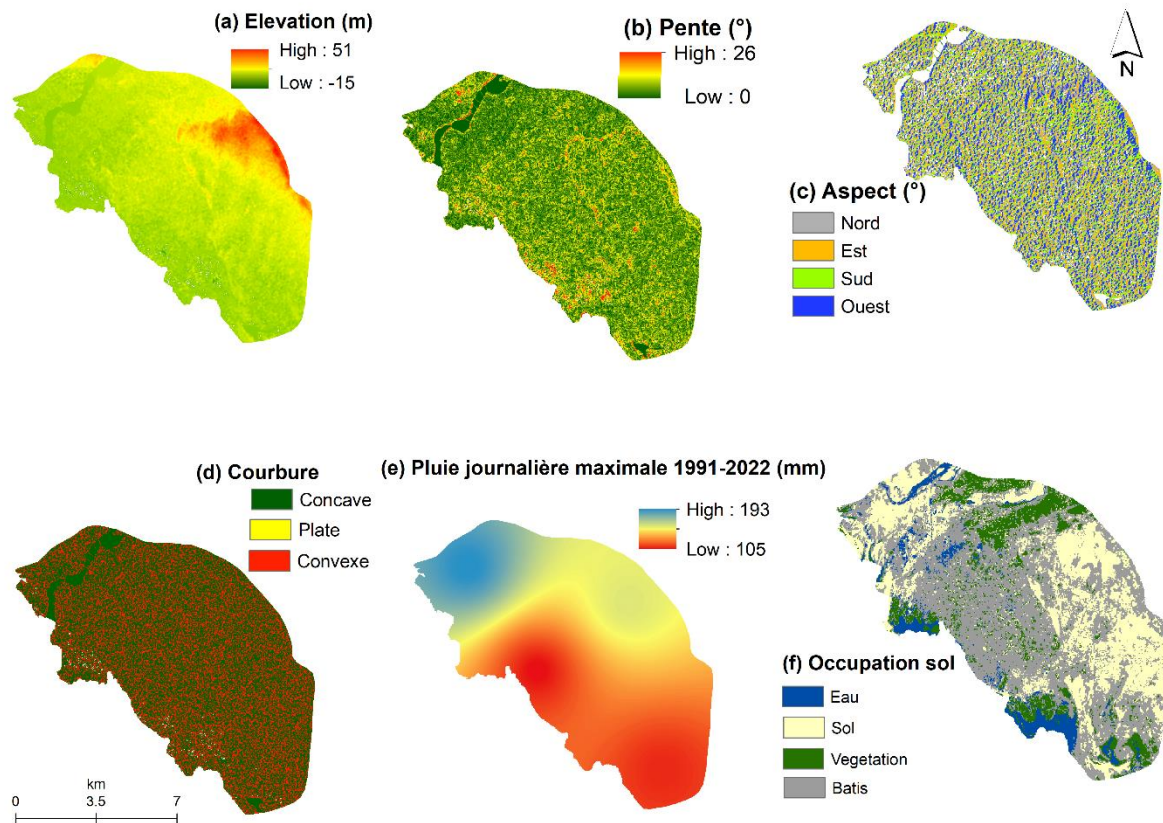 (a) Elevation (m)
High : 51
Low : -15
(b) Pente (°)
High : 26
Low : 0
N
(c) Aspect (°)
Nord
Est
Sud
Ouest
(d) Courbure
Concave
Plate
Convexe
(e) Pluie journalière maximale 1991-2022 (mm)
High : 193
Low : 105
(f) Occupation sol
Eau
Sol
Vegetation
Batis
km
0 3.5 7